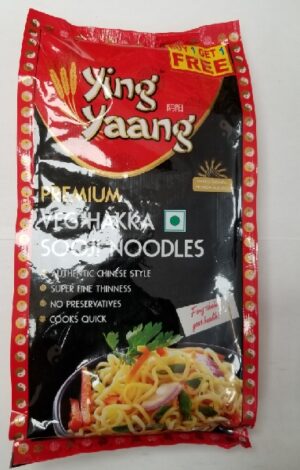 BUY 1 GET 1
FREE
Ying
Yaang
PREMIUM
VEG HAKKA
SOOJI NOODLES
AUTHENTIC CHINESE STYLE
SUPER FINE THINNESS
NO PRESERVATIVES
COOKS QUICK